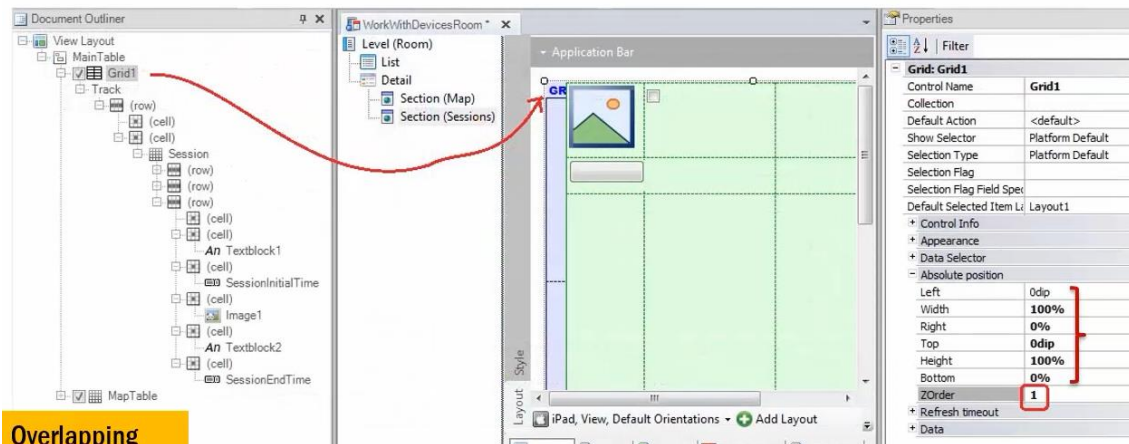 Document Outliner
View Layout
MainTable
Grid1
Track
(row)
(cell)
(cell)
Session
(row)
(row)
(row)
(cell)
(cell)
An Textblock1
(cell)
SessionInitialTime
(cell)
Image1
(cell)
An Textblock2
(cell)
SessionEndTime
MapTable
Overlapping
WorkWithDevicesRoom *
Level (Room)
List
Detail
Section (Map)
Section (Sessions)
Application Bar
GR
Style
Layout
iPad, View, Default Orientations
Add Layout
Properties
Filter
Grid: Grid1
Control Name Grid1
Collection
Default Action <default>
Show Selector Platform Default
Selection Type Platform Default
Selection Flag
Selection Flag Field Spec
Default Selected Item La Layout1
Control Info
Appearance
Data Selector
Absolute position
Left 0dip
Width 100%
Right 0%
Top 0dip
Height 100%
Bottom 0%
ZOrder 1
Refresh timeout
Data